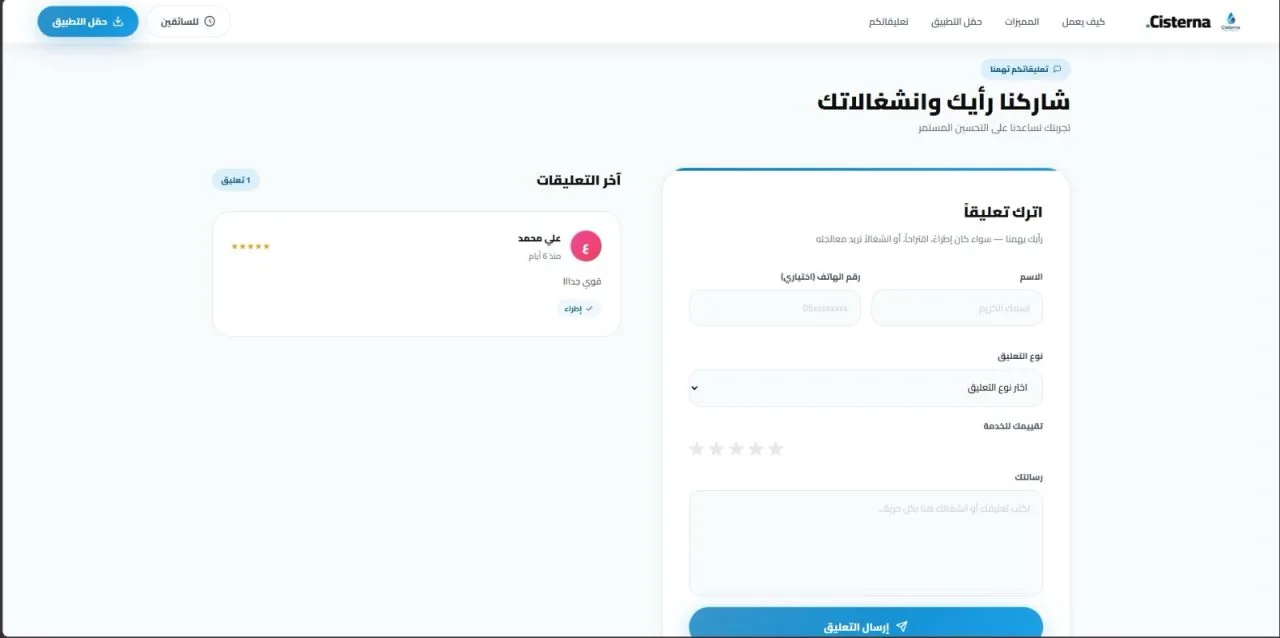 Cisterna
Cisterna.
كيف يعمل
المميزات
حمّل التطبيق
تعليقاتكم
للسائقين
حمّل التطبيق
تعليقاتكم تهمنا
شاركنا رأيك وانشغالاتك
تجربتك تساعدنا على التحسين المستمر
اترك تعليقاً
رأيك يهمنا — سواء كان إطراءً، اقتراحاً، أو انشغالاً نريد معالجته
الاسم
اسمك الكريم
رقم الهاتف (اختياري)
05xxxxxxxx
نوع التعليق
اختر نوع التعليق
تقييمك للخدمة
★★★★★
رسالتك
اكتب تعليقك أو انشغالك هنا بكل حرية...
إرسال التعليق
آخر التعليقات
1 تعليق
ع
علي محمد
منذ 6 أيام
★★★★★
قوي جدااا
✓ إطراء